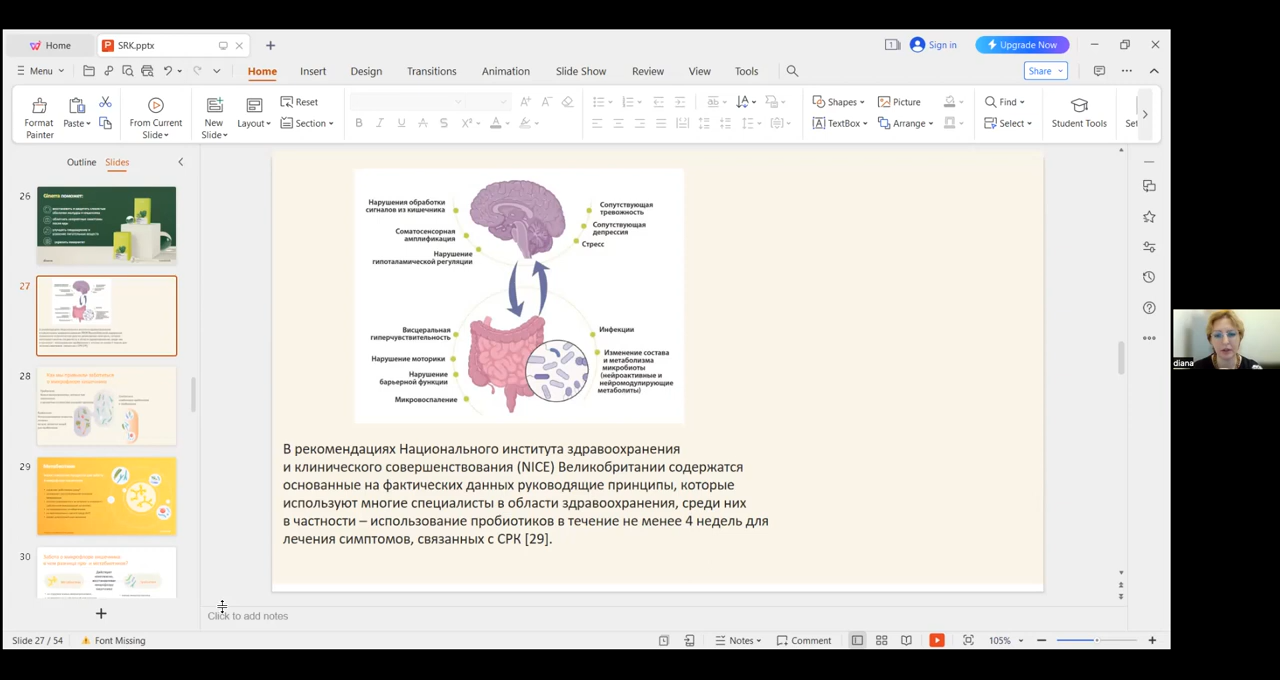 Home
SRK.pptx
Sign in
Upgrade Now
Menu
Home
Insert
Design
Transitions
Animation
Slide Show
Review
View
Tools
Share
Format Painter
Paste
From Current Slide
New Slide
Layout
Reset
Section
Shapes
Picture
TextBox
Arrange
Find
Select
Student Tools
Outline
Slides
26
27
28
29
30
Нарушения обработки
сигналов из кишечника
Соматосенсорная
амплификация
Нарушение
гипоталамической регуляции
Сопутствующая
тревожность
Сопутствующая
депрессия
Стресс
Висцеральная
гиперчувствительность
Нарушение моторики
Нарушение
барьерной функции
Микровоспаление
Инфекции
Изменение состава
и метаболизма
микробиоты
(нейроактивные и
нейромодулирующие
метаболиты)
В рекомендациях Национального института здравоохранения
и клинического совершенствования (NICE) Великобритании содержатся
основанные на фактических данных руководящие принципы, которые
используют многие специалисты в области здравоохранения, среди них
в частности – использование пробиотиков в течение не менее 4 недель для
лечения симптомов, связанных с СРК [29].
Click to add notes
Slide 27 / 54
Font Missing
Notes
Comment
105%
diana